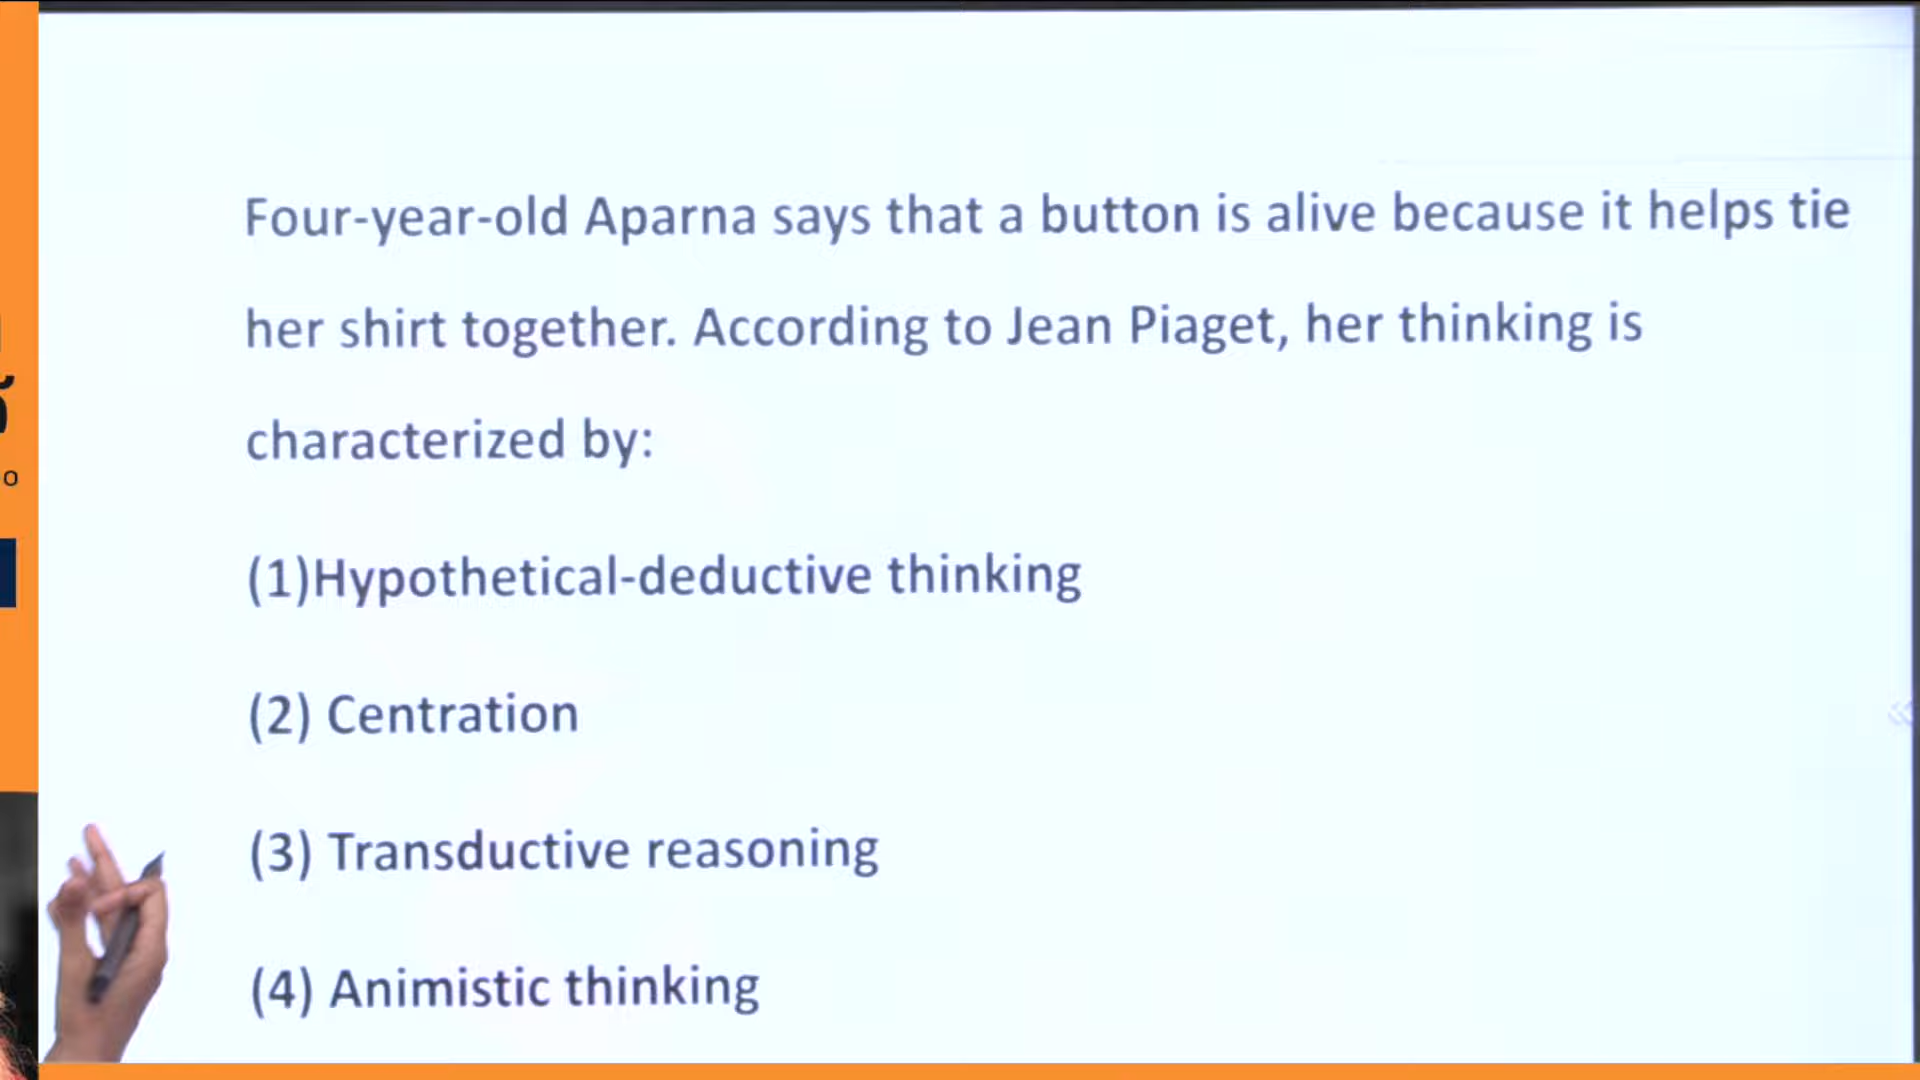 Four-year-old Aparna says that a button is alive because it helps tie
her shirt together. According to Jean Piaget, her thinking is
characterized by:
(1)Hypothetical-deductive thinking
(2) Centration
(3) Transductive reasoning
(4) Animistic thinking